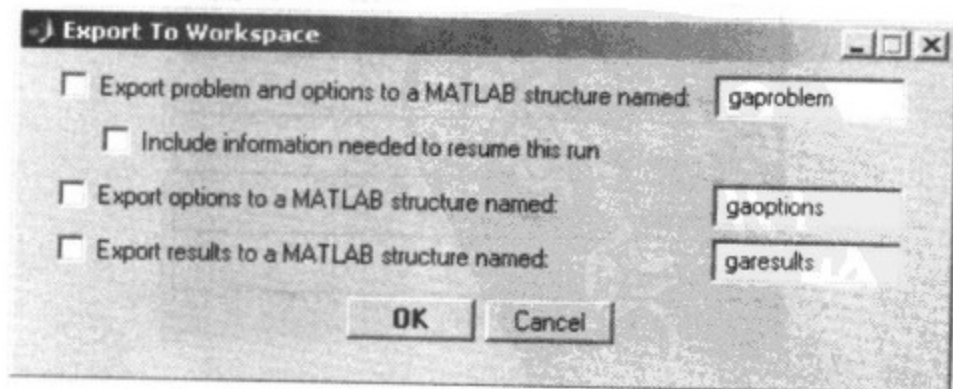 Export To Workspace
Export problem and options to a MATLAB structure named: gaproblem
Include information needed to resume this run
Export options to a MATLAB structure named: gaoptions
Export results to a MATLAB structure named: garesults
OK Cancel